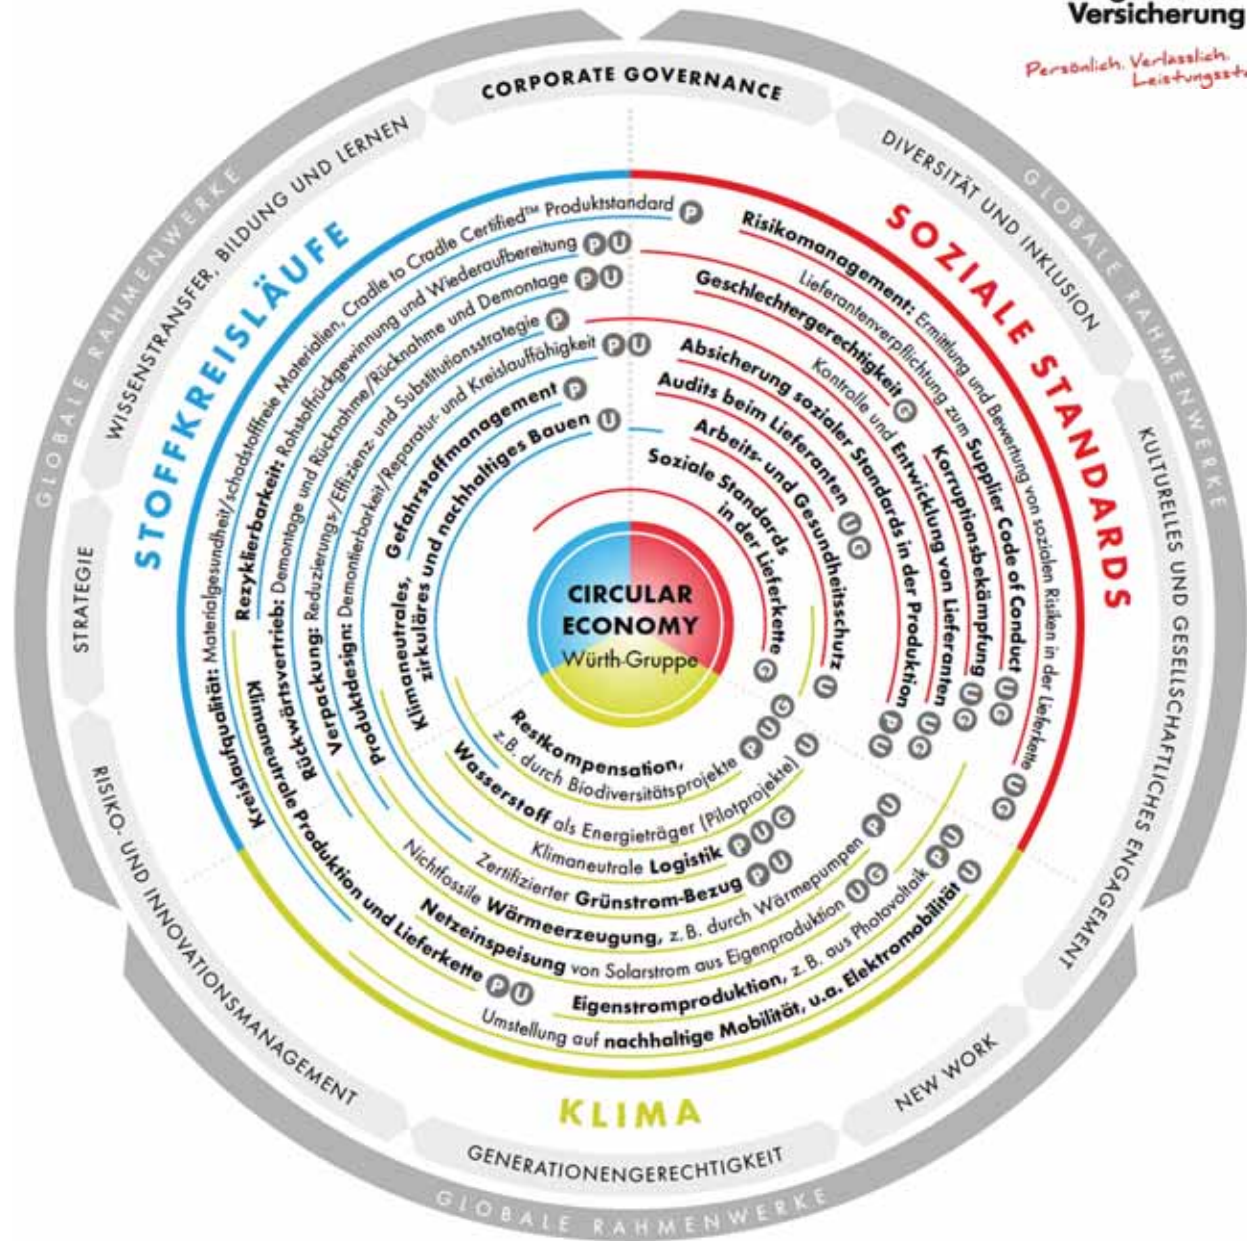 Versicherung
Persönlich. Verlasslich.
GLOBALE RAHMENWERKE
GLOBALE RAHMENWERKE
GLOBALE RAHMENWERKE
CORPORATE GOVERNANCE
DIVERSITÄT UND INKLUSION
KULTURELLES UND GESELLSCHAFTLICHES ENGAGEMENT
NEW WORK
GENERATIONENGERECHTIGKEIT
RISIKO- UND INNOVATIONSMANAGEMENT
STRATEGIE
WISSENSTRANSFER, BILDUNG UND LERNEN
STOFFKREISLÄUFE
Kreislaufqualität: Materialgesundheit/schadstofffreie Materialien, Cradle to Cradle Certified™ Produktstandard P
Rezyklierbarkeit: Rohstoffrückgewinnung und Wiederaufbereitung P U
Rückwärtsvertrieb: Demontage und Rücknahme/Rücknahme und Demontage P U
Verpackung: Reduzierungs-/Effizienz- und Substitutionsstrategie P
Produktdesign: Demontierbarkeit/Reparatur- und Kreislauffähigkeit P U
Gefahrstoffmanagement P
Klimaneutrales,
zirkuläres und nachhaltiges Bauen U
SOZIALE STANDARDS
Risikomanagement: Ermittlung und Bewertung von sozialen Risiken in der Lieferkette U G
Lieferantenverpflichtung zum Supplier Code of Conduct U G
Geschlechtergerechtigkeit G
Korruptionsbekämpfung U G
Kontrolle und Entwicklung von Lieferanten U G
Absicherung sozialer Standards in der Produktion P U
Audits beim Lieferanten U G
Arbeits- und Gesundheitsschutz U
Soziale Standards
in der Lieferkette G
CIRCULAR
ECONOMY
Würth-Gruppe
Restkompensation,
z.B. durch Biodiversitätsprojekte P U G
Wasserstoff als Energieträger (Pilotprojekte) U
Klimaneutrale Logistik P U G
Zertifizierter Grünstrom-Bezug P U
Nichtfossile Wärmeerzeugung, z.B. durch Wärmepumpen P U
Netzeinspeisung von Solarstrom aus Eigenproduktion U G
Klimaneutrale Produktion und Lieferkette P U
Eigenstromproduktion, z.B. aus Photovoltaik P U
Umstellung auf nachhaltige Mobilität, u.a. Elektromobilität U
KLIMA